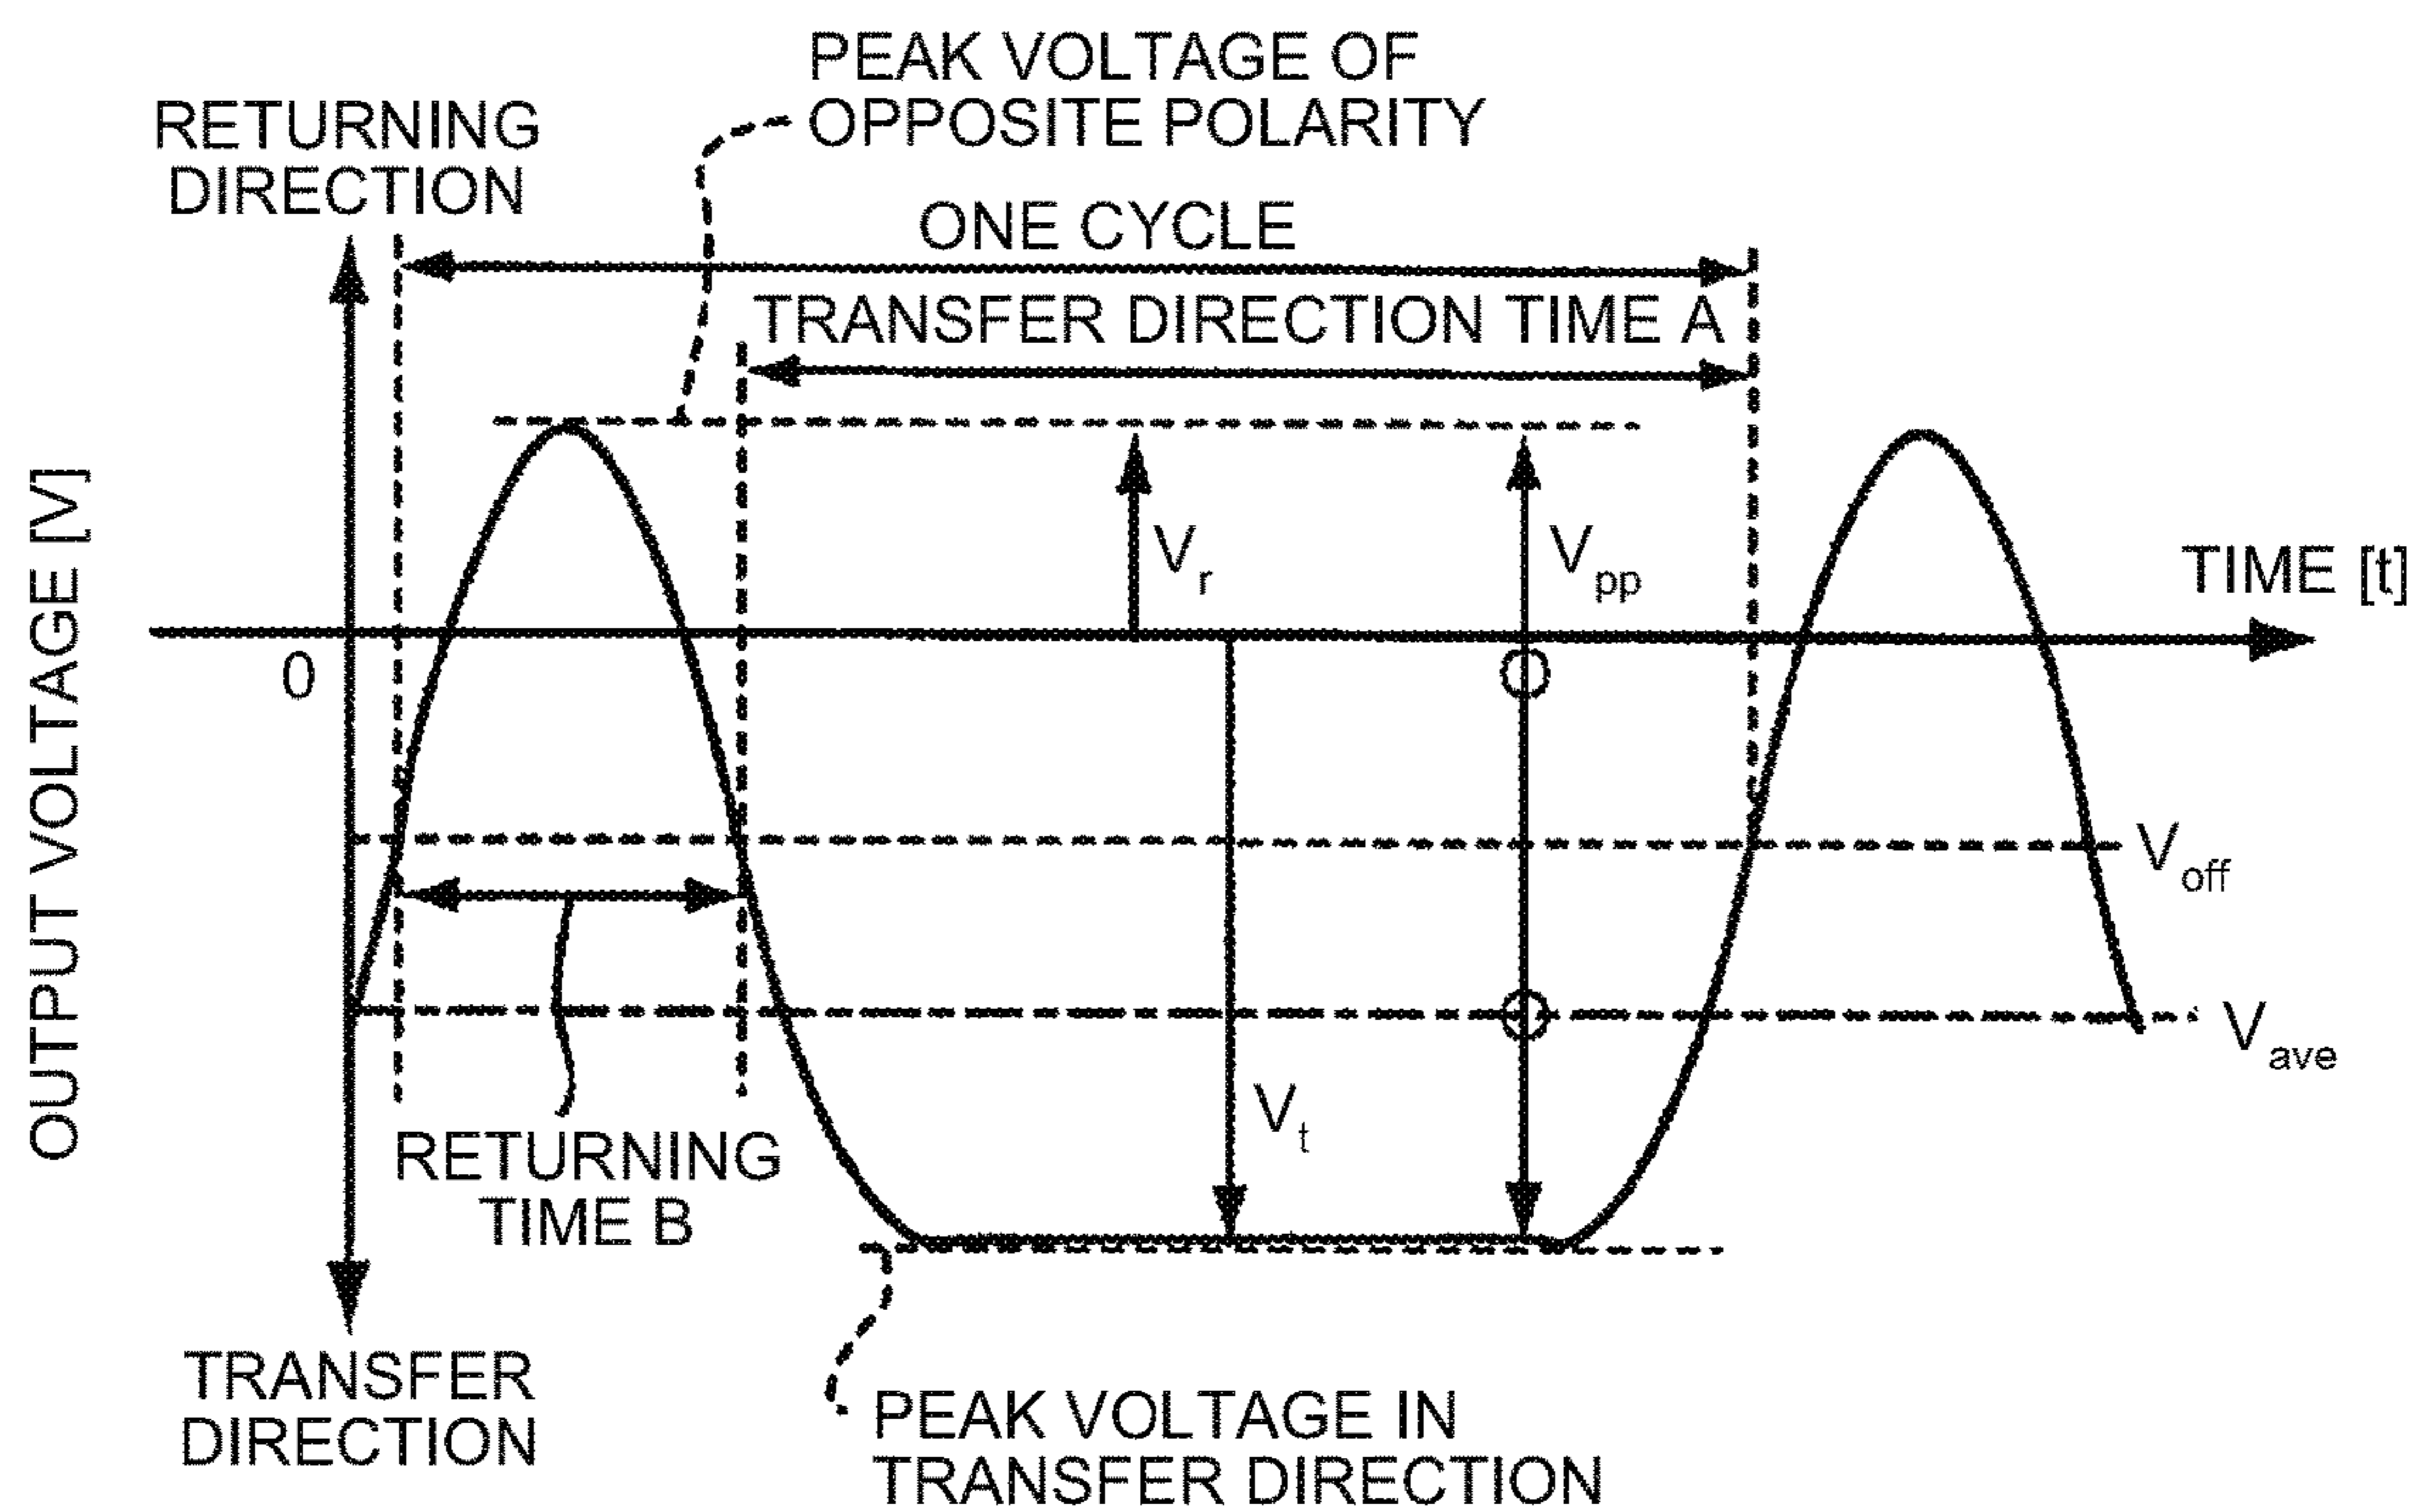 PEAK VOLTAGE OF
OPPOSITE POLARITY
RETURNING
DIRECTION
ONE CYCLE
TRANSFER DIRECTION TIME A
OUTPUT VOLTAGE [V]
Vr
Vpp
TIME [t]
0
Voff
Vave
Vt
RETURNING
TIME B
TRANSFER
DIRECTION
PEAK VOLTAGE IN
TRANSFER DIRECTION